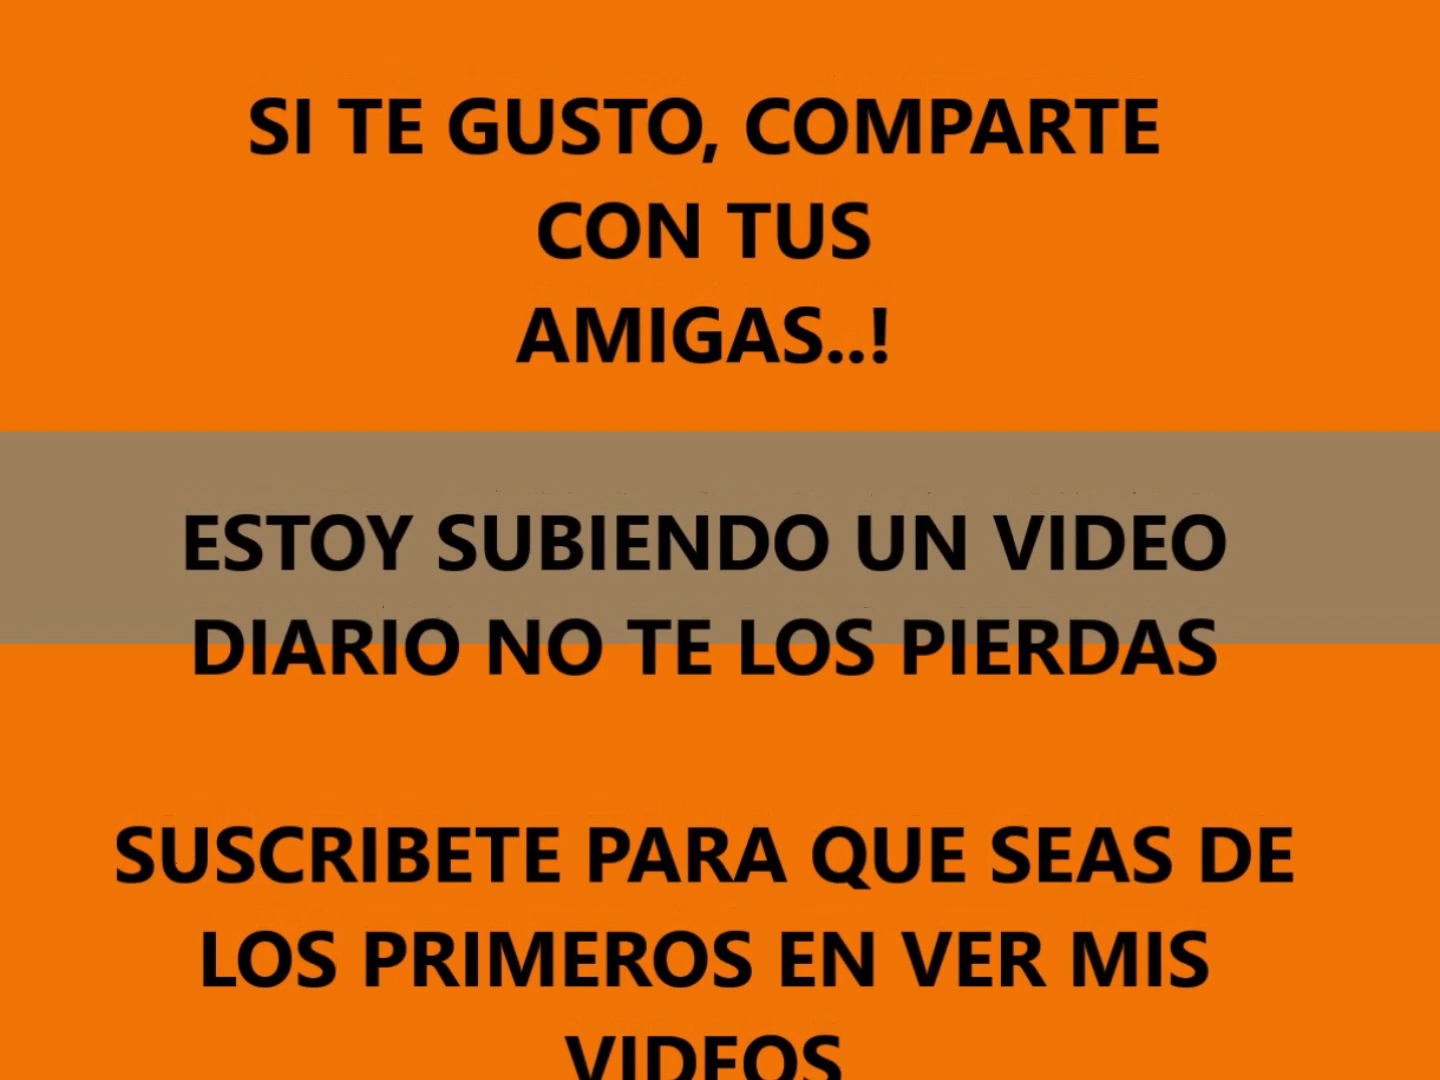 SI TE GUSTO, COMPARTE
CON TUS
AMIGAS..!
ESTOY SUBIENDO UN VIDEO
DIARIO NO TE LOS PIERDAS
SUSCRIBETE PARA QUE SEAS DE
LOS PRIMEROS EN VER MIS
VIDEOS